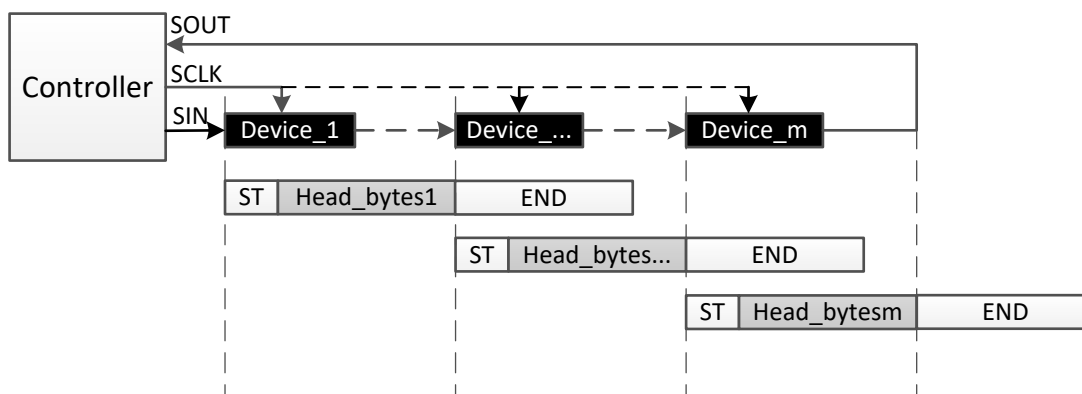 SOUT
Controller
SCLK
SIN
Device_1
Device_...
Device_m
ST Head_bytes1 END
ST Head_bytes... END
ST Head_bytesm END